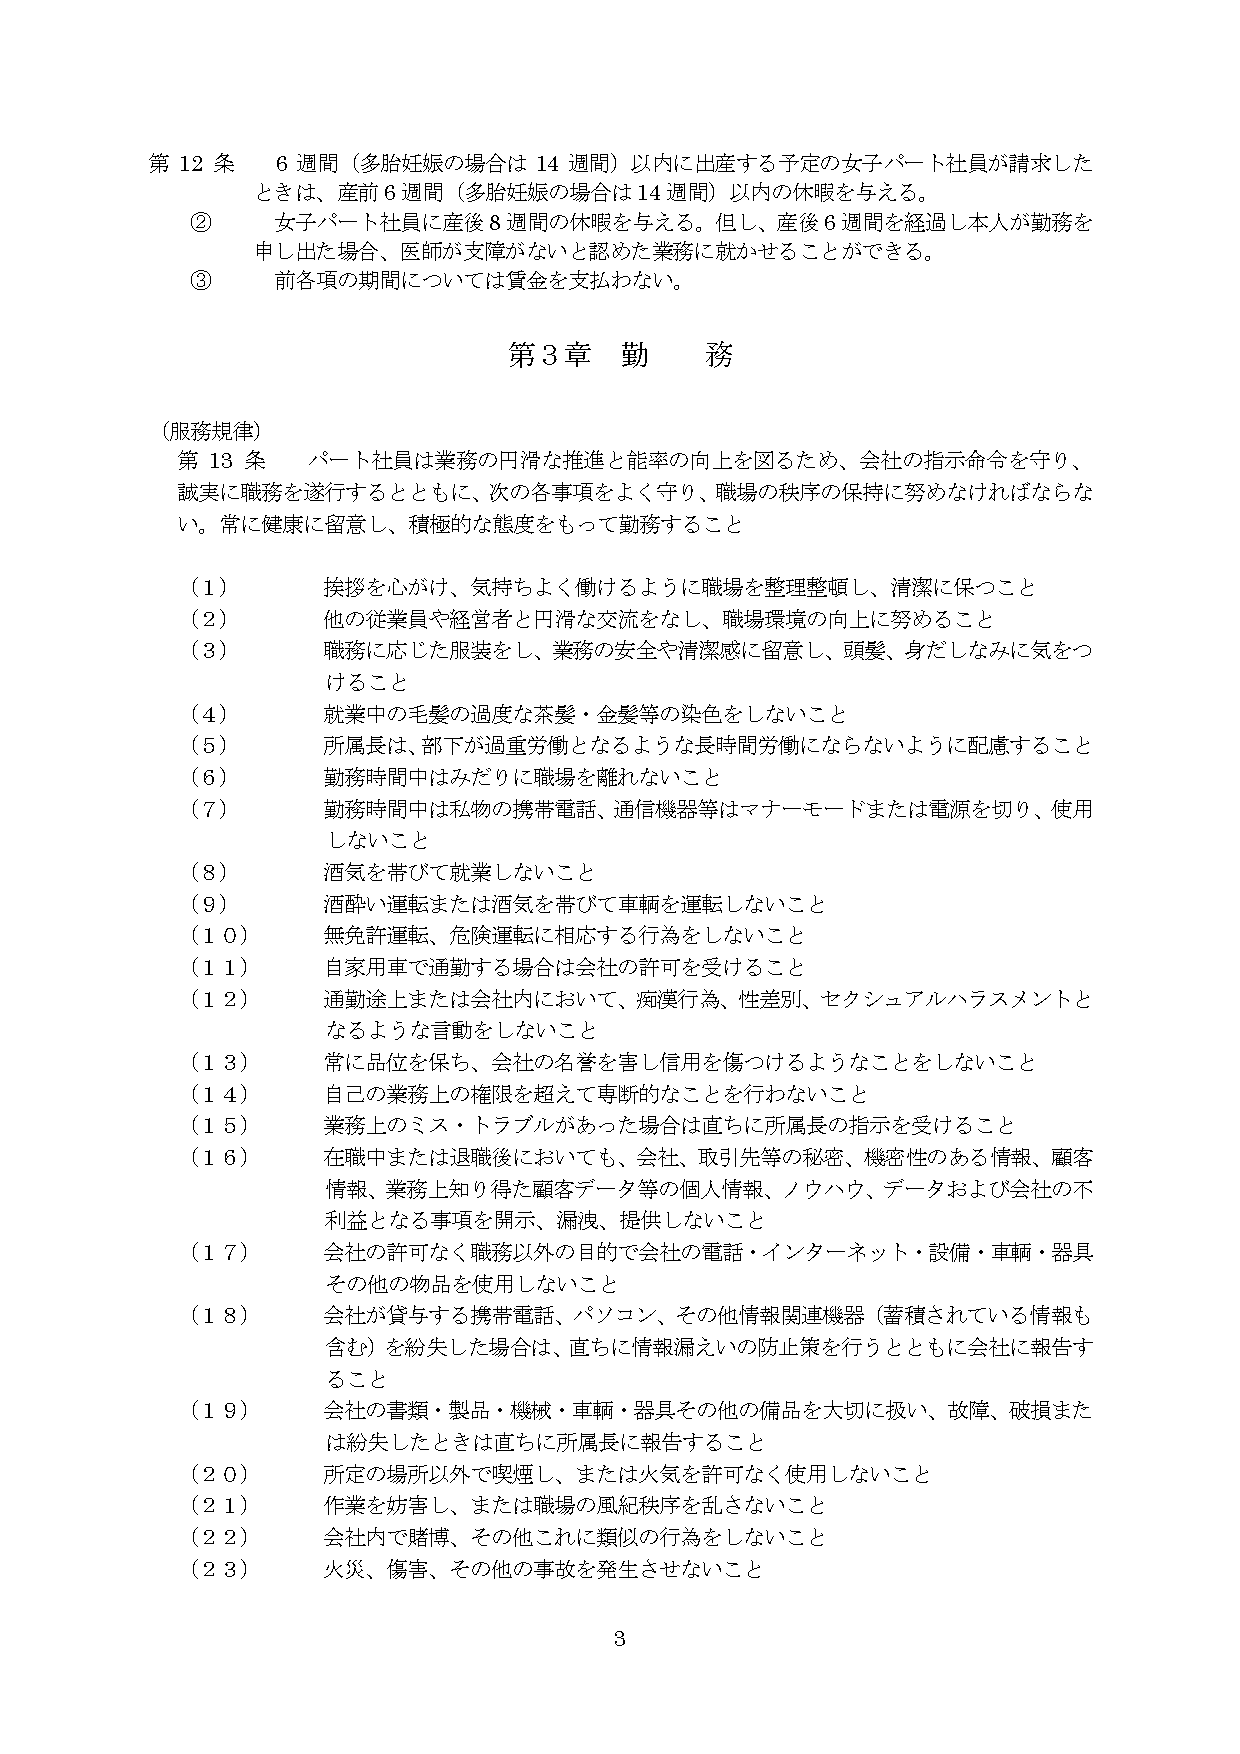 第 12 条　6 週間（多胎妊娠の場合は 14 週間）以内に出産する予定の女子パート社員が請求した
ときは、産前6週間（多胎妊娠の場合は14週間）以内の休暇を与える。
②　女子パート社員に産後8週間の休暇を与える。但し、産後6週間を経過し本人が勤務を
申し出た場合、医師が支障がないと認めた業務に就かせることができる。
③　前各項の期間については賃金を支払わない。
第３章　勤　　務
（服務規律）
第 13 条　パート社員は業務の円滑な推進と能率の向上を図るため、会社の指示命令を守り、
誠実に職務を遂行するとともに、次の各事項をよく守り、職場の秩序の保持に努めなければならな
い。常に健康に留意し、積極的な態度をもって勤務すること
（１）　挨拶を心がけ、気持ちよく働けるように職場を整理整頓し、清潔に保つこと
（２）　他の従業員や経営者と円滑な交流をなし、職場環境の向上に努めること
（３）　職務に応じた服装をし、業務の安全や清潔感に留意し、頭髪、身だしなみに気をつ
けること
（４）　就業中の毛髪の過度な茶髪・金髪等の染色をしないこと
（５）　所属長は、部下が過重労働となるような長時間労働にならないように配慮すること
（６）　勤務時間中はみだりに職場を離れないこと
（７）　勤務時間中は私物の携帯電話、通信機器等はマナーモードまたは電源を切り、使用
しないこと
（８）　酒気を帯びて就業しないこと
（９）　酒酔い運転または酒気を帯びて車輌を運転しないこと
（１０）　無免許運転、危険運転に相応する行為をしないこと
（１１）　自家用車で通勤する場合は会社の許可を受けること
（１２）　通勤途上または会社内において、痴漢行為、性差別、セクシュアルハラスメントと
なるような言動をしないこと
（１３）　常に品位を保ち、会社の名誉を害し信用を傷つけるようなことをしないこと
（１４）　自己の業務上の権限を超えて専断的なことを行わないこと
（１５）　業務上のミス・トラブルがあった場合は直ちに所属長の指示を受けること
（１６）　在職中または退職後においても、会社、取引先等の秘密、機密性のある情報、顧客
情報、業務上知り得た顧客データ等の個人情報、ノウハウ、データおよび会社の不
利益となる事項を開示、漏洩、提供しないこと
（１７）　会社の許可なく職務以外の目的で会社の電話・インターネット・設備・車輌・器具
その他の物品を使用しないこと
（１８）　会社が貸与する携帯電話、パソコン、その他情報関連機器（蓄積されている情報も
含む）を紛失した場合は、直ちに情報漏えいの防止策を行うとともに会社に報告す
ること
（１９）　会社の書類・製品・機械・車輌・器具その他の備品を大切に扱い、故障、破損また
は紛失したときは直ちに所属長に報告すること
（２０）　所定の場所以外で喫煙し、または火気を許可なく使用しないこと
（２１）　作業を妨害し、または職場の風紀秩序を乱さないこと
（２２）　会社内で賭博、その他これに類似の行為をしないこと
（２３）　火災、傷害、その他の事故を発生させないこと
3